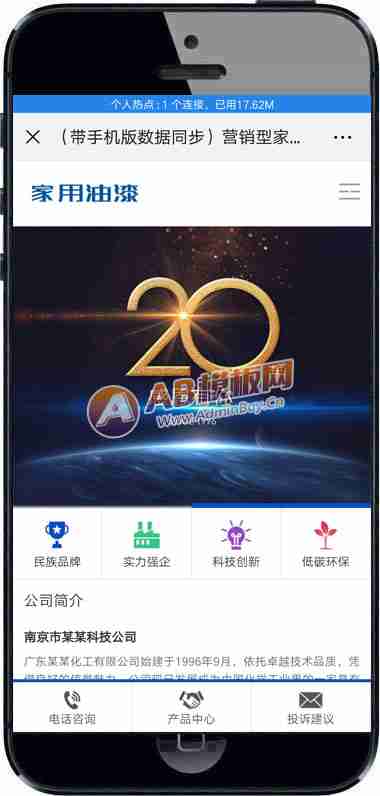 个人热点:1 个连接，已用17.62M
（带手机版数据同步）营销型家...
家用油漆
20
AB模板网
www.AdminBuy.Cn
民族品牌
实力强企
科技创新
低碳环保
公司简介
南京市某某科技公司
广东某某化工有限公司始建于1996年9月，依托卓越技术品质，凭
电话咨询
产品中心
投诉建议